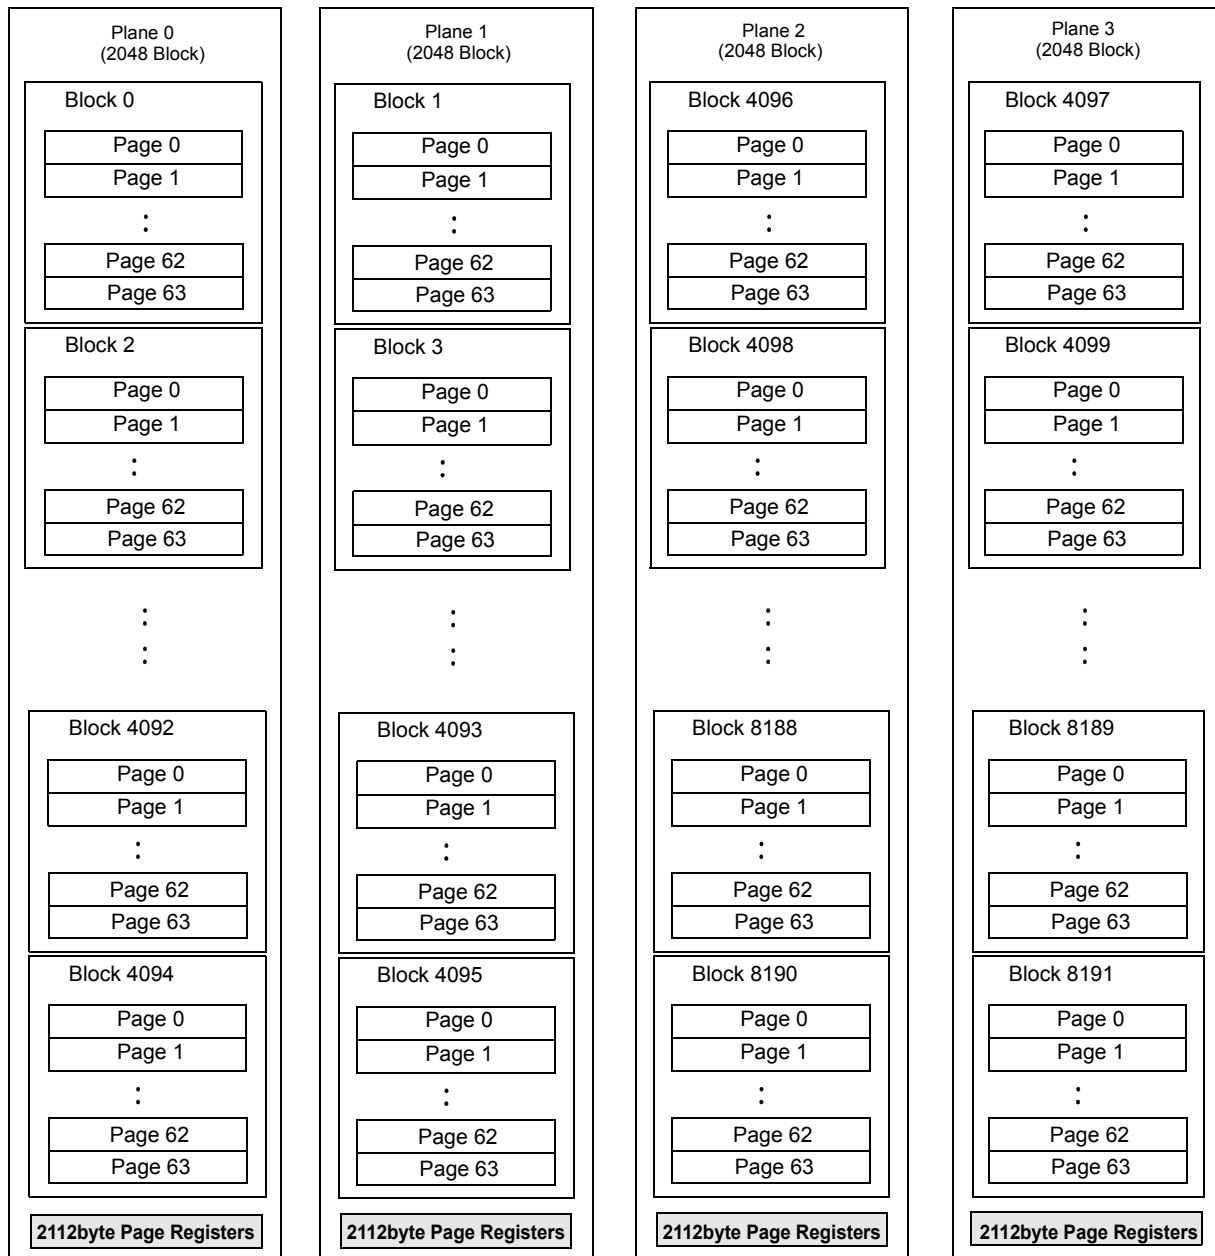 Plane 0
(2048 Block)
Block 0
Page 0
Page 1
Page 62
Page 63
Block 2
Page 0
Page 1
Page 62
Page 63
Block 4092
Page 0
Page 1
Page 62
Page 63
Block 4094
Page 0
Page 1
Page 62
Page 63
2112byte Page Registers
Plane 1
(2048 Block)
Block 1
Page 0
Page 1
Page 62
Page 63
Block 3
Page 0
Page 1
Page 62
Page 63
Block 4093
Page 0
Page 1
Page 62
Page 63
Block 4095
Page 0
Page 1
Page 62
Page 63
2112byte Page Registers
Plane 2
(2048 Block)
Block 4096
Page 0
Page 1
Page 62
Page 63
Block 4098
Page 0
Page 1
Page 62
Page 63
Block 8188
Page 0
Page 1
Page 62
Page 63
Block 8190
Page 0
Page 1
Page 62
Page 63
2112byte Page Registers
Plane 3
(2048 Block)
Block 4097
Page 0
Page 1
Page 62
Page 63
Block 4099
Page 0
Page 1
Page 62
Page 63
Block 8189
Page 0
Page 1
Page 62
Page 63
Block 8191
Page 0
Page 1
Page 62
Page 63
2112byte Page Registers